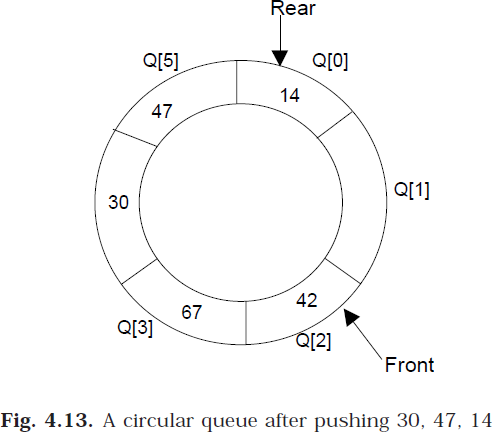 Rear
Q[5]
Q[0]
14
47
Q[1]
30
42
67
Q[3]
Q[2]
Front
Fig. 4.13. A circular queue after pushing 30, 47, 14